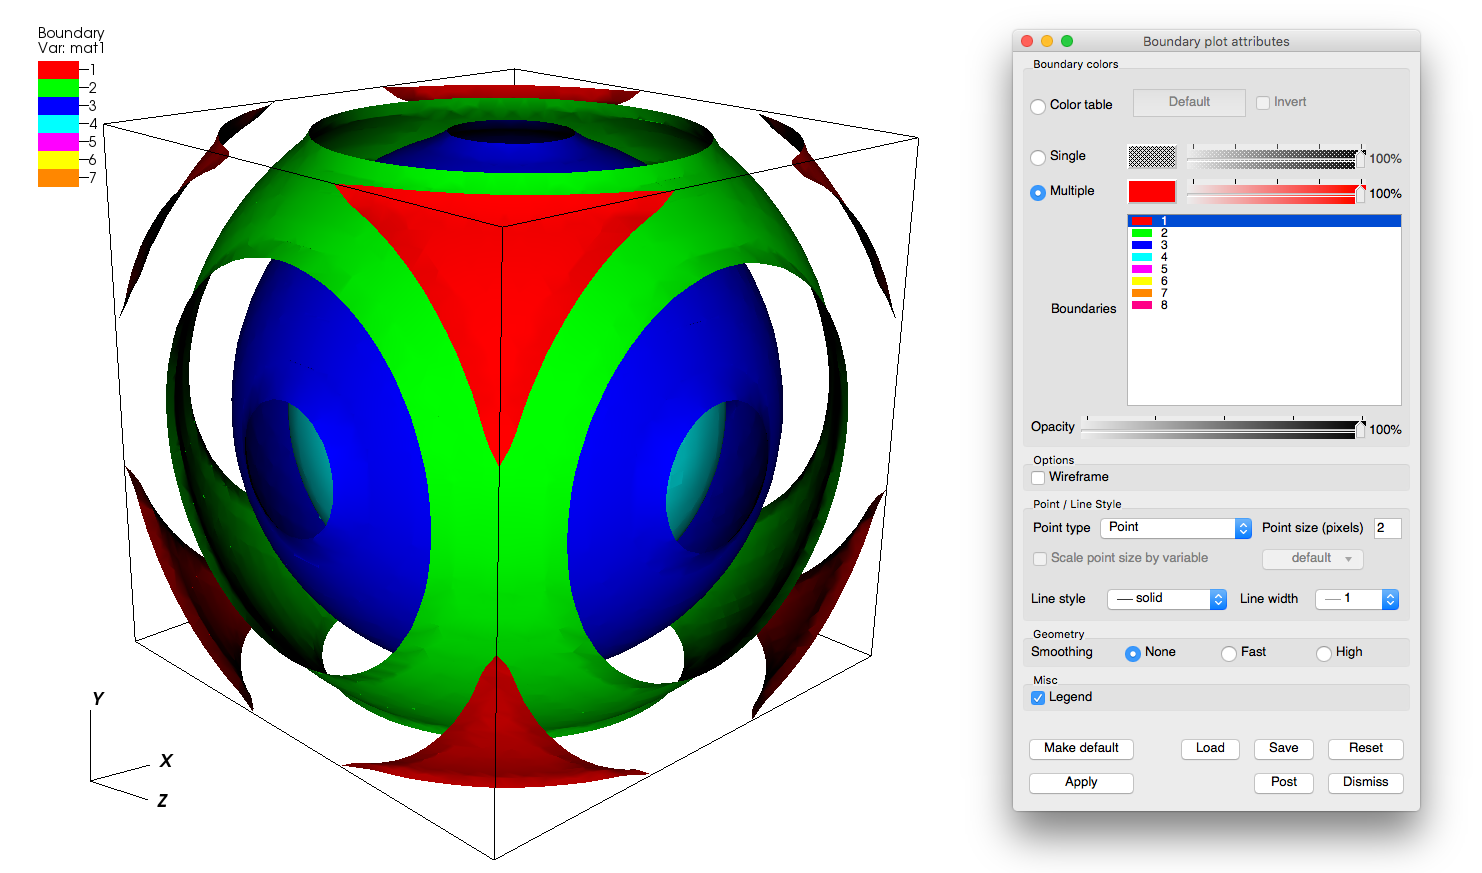 Boundary
Var: mat1
1
2
3
4
5
6
7
Y
X
Z
Boundary plot attributes
Boundary colors
Color table Default Invert
Single 100%
Multiple 100%
1
2
3
4
5
6
7
8
Boundaries
Opacity 100%
Options
Wireframe
Point / Line Style
Point type Point Point size (pixels) 2
Scale point size by variable default
Line style solid Line width 1
Geometry
Smoothing None Fast High
Misc
Legend
Make default Load Save Reset
Apply Post Dismiss